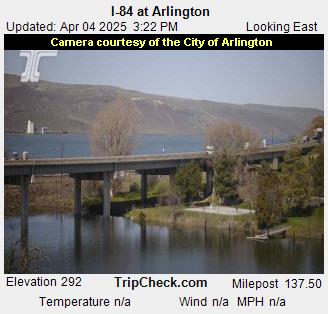 I-84 at Arlington
Updated: Apr 04 2025 3:22 PM Looking East
Camera courtesy of the City of Arlington
Elevation 292 TripCheck.com Milepost 137.50
Temperature n/a Wind n/a MPH n/a